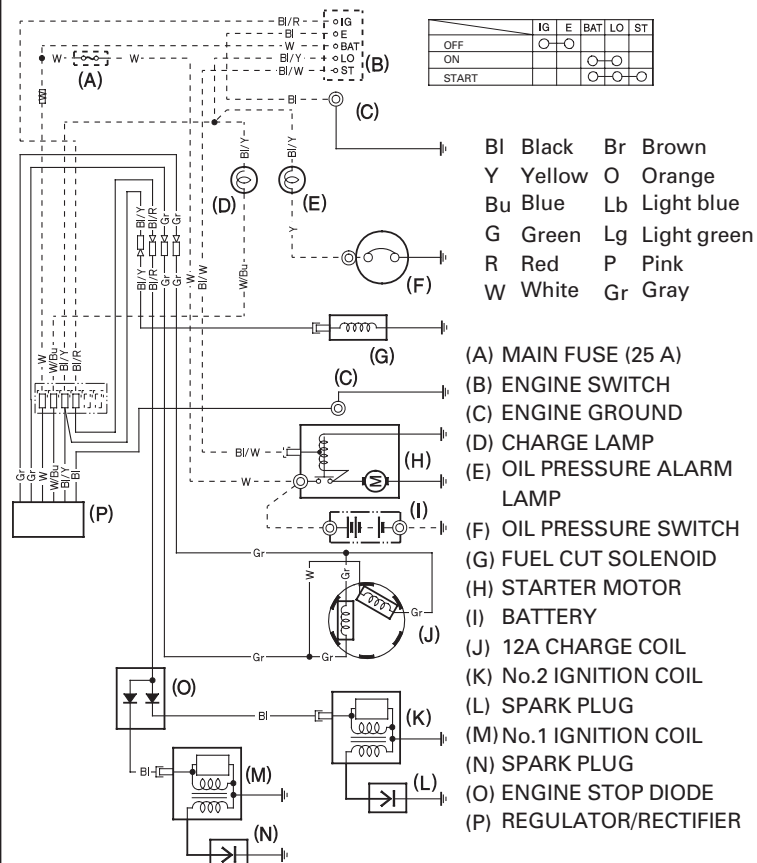 Bl/R IG
Bl E
W BAT
Bl/Y LO
Bl/W ST
(B)
W W
(A)
W
IG E BAT LO ST
OFF
ON
START
Bl (C)
Bl/Y Bl/Y
(D) (E)
Bl/Y Bl/R Gr Gr
Bl/Y Bl/R Gr Gr
W/Bu W Bl/W Y
(F)
(G)
Bl Black Br Brown
Y Yellow O Orange
Bu Blue Lb Light blue
G Green Lg Light green
R Red P Pink
W White Gr Gray
W W/Bu Bl/Y Bl/R
(C)
Bl/W
W
M
(H)
Gr Gr W W/Bu Bl/Y Bl
(P)
(I)
Gr
W Gr Gr
(J)
Gr Gr
(O)
Bl
(K)
Bl
(M)
(L)
(N)
(A) MAIN FUSE (25 A)
(B) ENGINE SWITCH
(C) ENGINE GROUND
(D) CHARGE LAMP
(E) OIL PRESSURE ALARM
LAMP
(F) OIL PRESSURE SWITCH
(G) FUEL CUT SOLENOID
(H) STARTER MOTOR
(I) BATTERY
(J) 12A CHARGE COIL
(K) No.2 IGNITION COIL
(L) SPARK PLUG
(M) No.1 IGNITION COIL
(N) SPARK PLUG
(O) ENGINE STOP DIODE
(P) REGULATOR/RECTIFIER